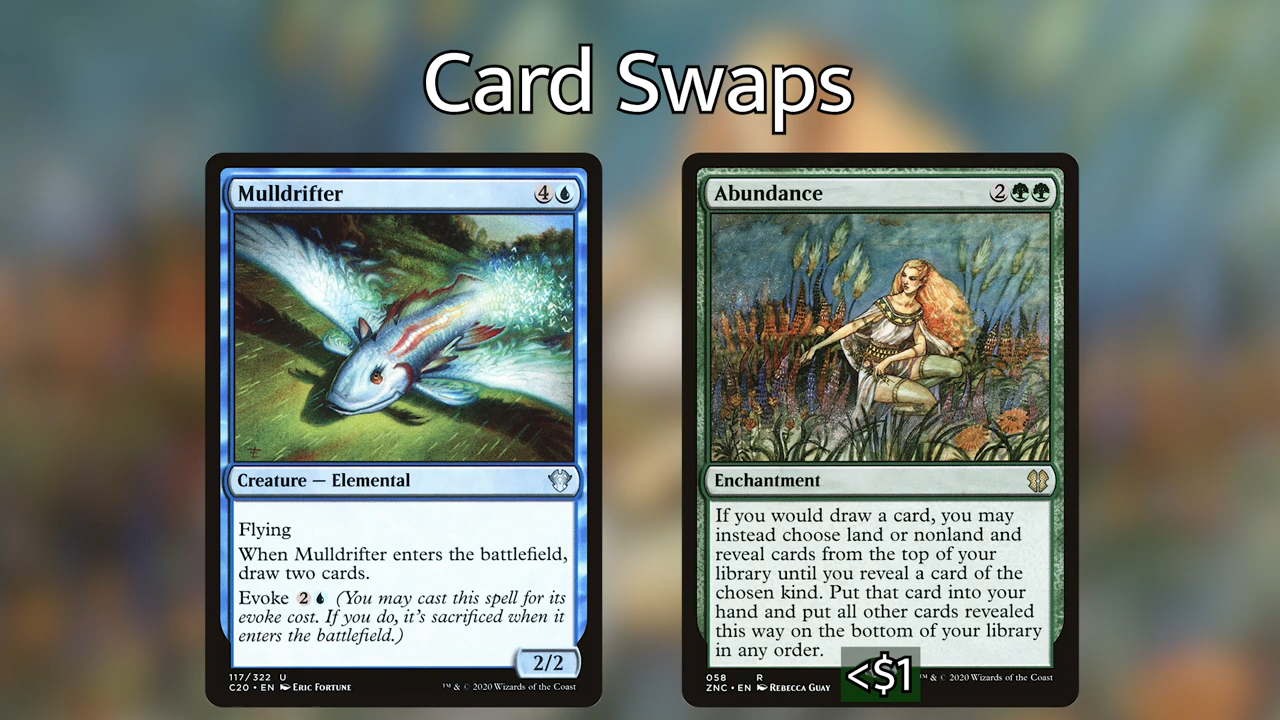 Card Swaps
Mulldrifter 4
Creature — Elemental
Flying
When Mulldrifter enters the battlefield,
draw two cards.
Evoke 2 (You may cast this spell for its
evoke cost. If you do, it's sacrificed when it
enters the battlefield.)
2/2
117/322 U
C20 • EN Eric Fortune ™ & © 2020 Wizards of the Coast
Abundance 2
Enchantment
If you would draw a card, you may
instead choose land or nonland and
reveal cards from the top of your
library until you reveal a card of the
chosen kind. Put that card into your
hand and put all other cards revealed
this way on the bottom of your library
in any order.
<$1
058 R
ZNC • EN Rebecca Guay ™ & © 2020 Wizards of the Coast